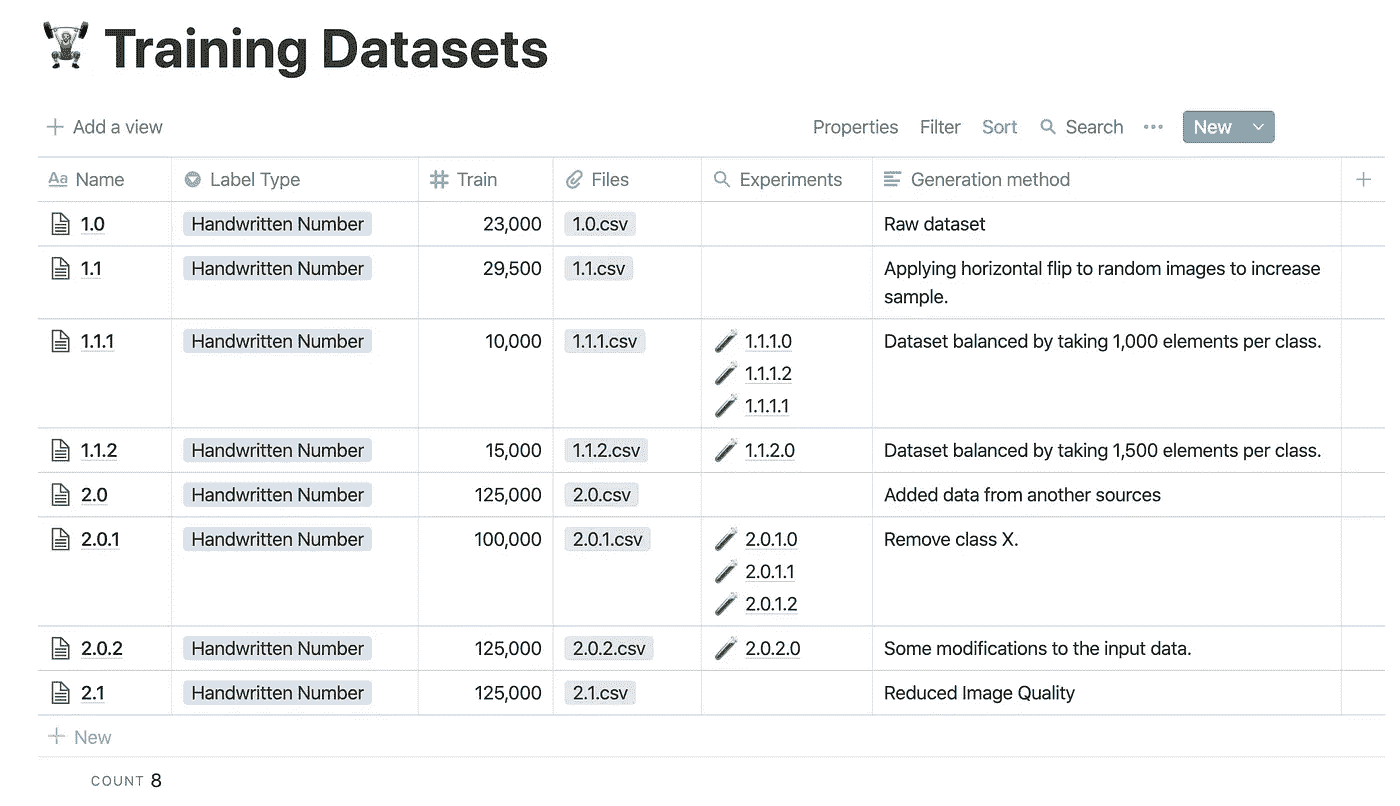 Training Datasets
Add a view Properties Filter Sort Search New
Aa Name Label Type Train Files Experiments Generation method
1.0 Handwritten Number 23,000 1.0.csv Raw dataset
1.1 Handwritten Number 29,500 1.1.csv Applying horizontal flip to random images to increase
sample.
1.1.1 Handwritten Number 10,000 1.1.1.csv 1.1.1.0 Dataset balanced by taking 1,000 elements per class.
1.1.1.2
1.1.1.1
1.1.2 Handwritten Number 15,000 1.1.2.csv 1.1.2.0 Dataset balanced by taking 1,500 elements per class.
2.0 Handwritten Number 125,000 2.0.csv Added data from another sources
2.0.1 Handwritten Number 100,000 2.0.1.csv 2.0.1.0 Remove class X.
2.0.1.1
2.0.1.2
2.0.2 Handwritten Number 125,000 2.0.2.csv 2.0.2.0 Some modifications to the input data.
2.1 Handwritten Number 125,000 2.1.csv Reduced Image Quality
New
COUNT 8